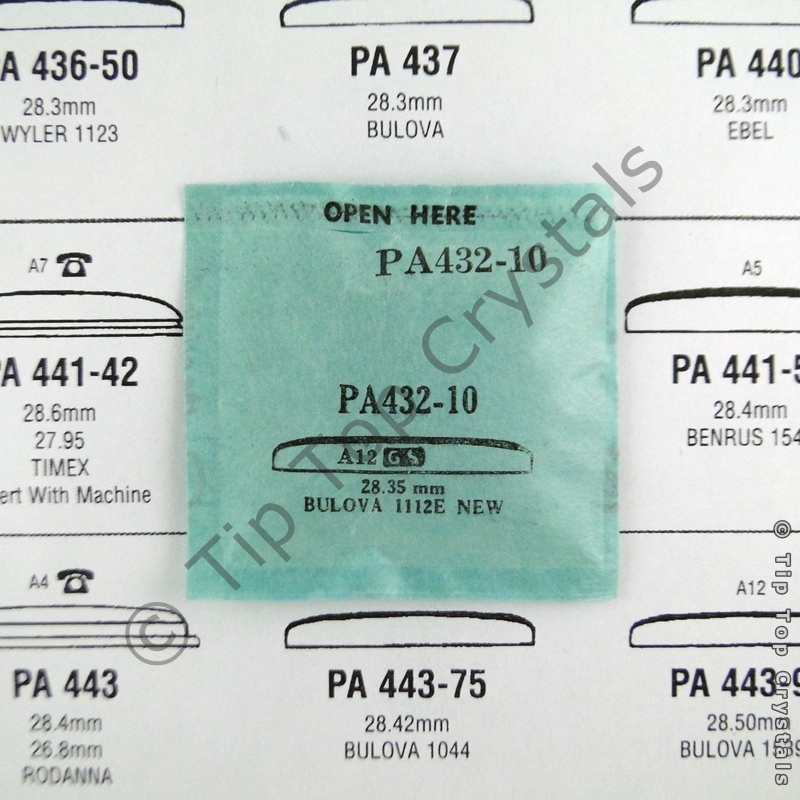 A 436-50
28.3mm
WYLER 1123
PA 437
28.3mm
BULOVA
PA 440
28.3mm
EBEL
OPEN HERE
PA432-10
PA432-10
A12 GS
28.35 mm
BULOVA 1112E NEW
A7
A 441-42
28.6mm
27.95
TIMEX
ert With Machine
A5
PA 441-5
28.4mm
BENRUS 154
A4
PA 443
28.4mm
26.8mm
RODANNA
PA 443-75
28.42mm
BULOVA 1044
A12
PA 443-9
28.50mm
BULOVA 1539
© Tip Top Crystals
© Tip Top Crystals